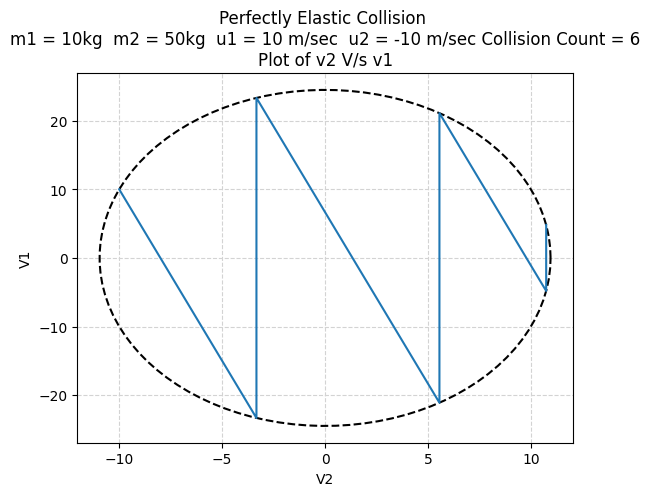 Perfectly Elastic Collision
m1 = 10kg  m2 = 50kg  u1 = 10 m/sec  u2 = -10 m/sec Collision Count = 6
Plot of v2 V/s v1
20
10
0
−10
−20
V1
−10
−5
0
5
10
V2